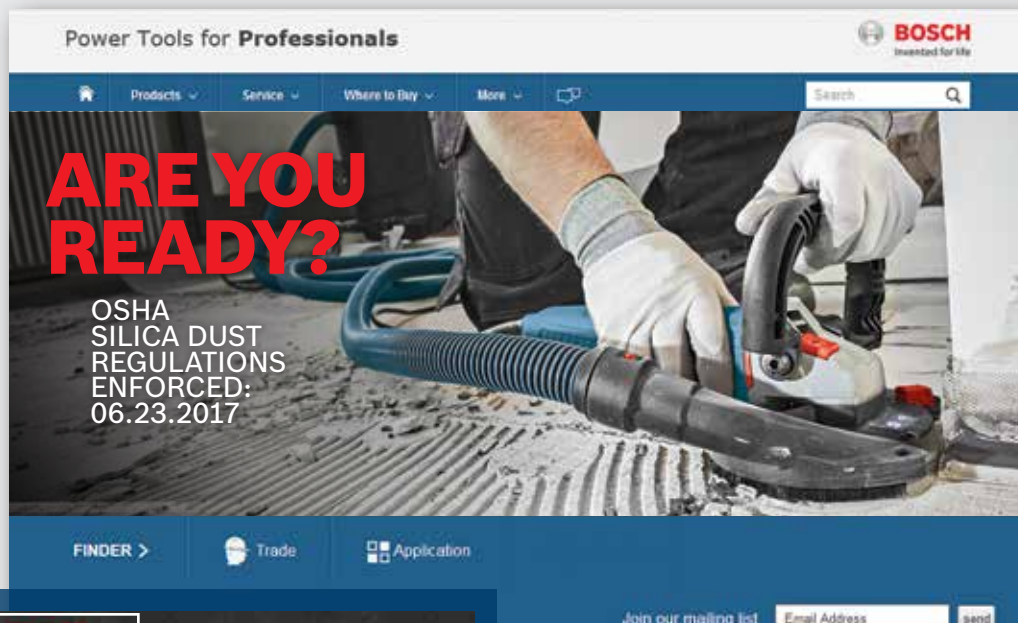 Power Tools for Professionals
BOSCH
Invented for life
Products
Service
Where to Buy
More
Search
ARE YOU
READY?
OSHA
SILICA DUST
REGULATIONS
ENFORCED:
06.23.2017
FINDER >
Trade
Application
Join our mailing list
Email Address
send